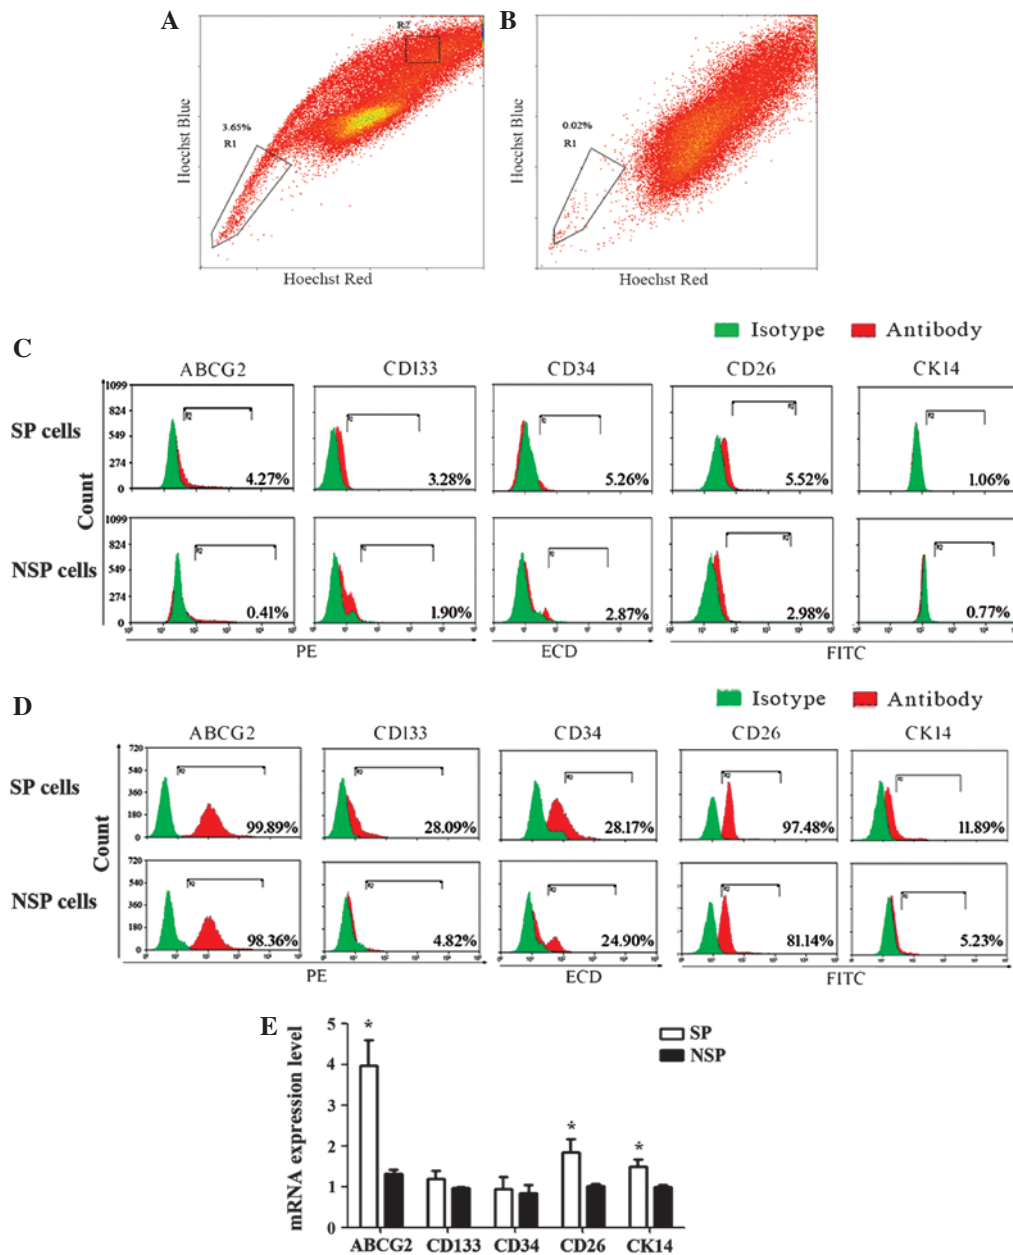 A
B
R2
3.65%
R1
0.02%
R1
Hoechst Blue
Hoechst Blue
Hoechst Red
Hoechst Red
C
Isotype
Antibody
ABCG2
CD133
CD34
CD26
CK14
SP cells
1099
824
549
274
0
4.27%
3.28%
5.26%
5.52%
1.06%
Count
NSP cells
1099
824
549
274
0
0.41%
1.90%
2.87%
2.98%
0.77%
PE
ECD
FITC
D
Isotype
Antibody
ABCG2
CD133
CD34
CD26
CK14
SP cells
720
540
360
180
0
99.89%
28.09%
28.17%
97.48%
11.89%
Count
NSP cells
720
540
360
180
0
98.36%
4.82%
24.90%
81.14%
5.23%
PE
ECD
FITC
E
mRNA expression level
5
4
3
2
1
0
*
*
*
SP
NSP
ABCG2
CD133
CD34
CD26
CK14